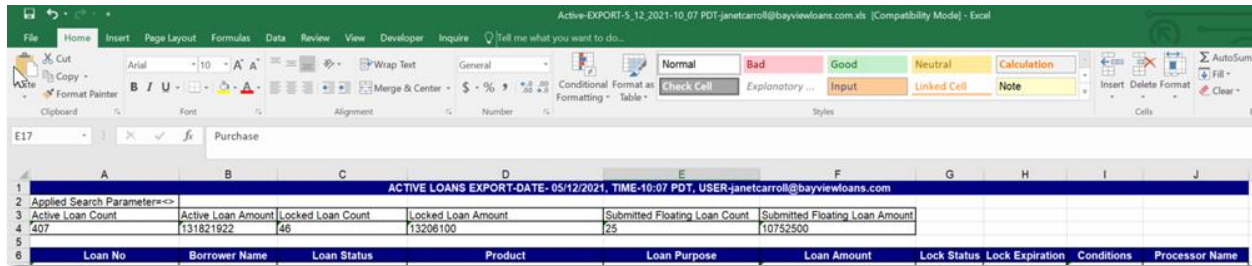 Active-EXPORT-5_12_2021-10_07 PDT-janetcarroll@bayviewloans.com.xls [Compatibility Mode] - Excel
File Home Insert Page Layout Formulas Data Review View Developer Inquire Tell me what you want to do...
Cut Arial 10 Wrap Text General Normal Bad Good Neutral Calculation AutoSum
Copy Conditional Format as Check Cell Explanatory ... Input Linked Cell Note Insert Delete Format Fill
Format Painter B I U Merge & Center $ % Formatting Table Clear
Clipboard Font Alignment Number Styles Cells
E17 fx Purchase
A B C D E F G H I J
1 ACTIVE LOANS EXPORT-DATE- 05/12/2021, TIME-10:07 PDT, USER-janetcarroll@bayviewloans.com
2 Applied Search Parameter=<>
3 Active Loan Count Active Loan Amount Locked Loan Count Locked Loan Amount Submitted Floating Loan Count Submitted Floating Loan Amount
4 407 131821922 46 13206100 25 10752500
5
6 Loan No Borrower Name Loan Status Product Loan Purpose Loan Amount Lock Status Lock Expiration Conditions Processor Name